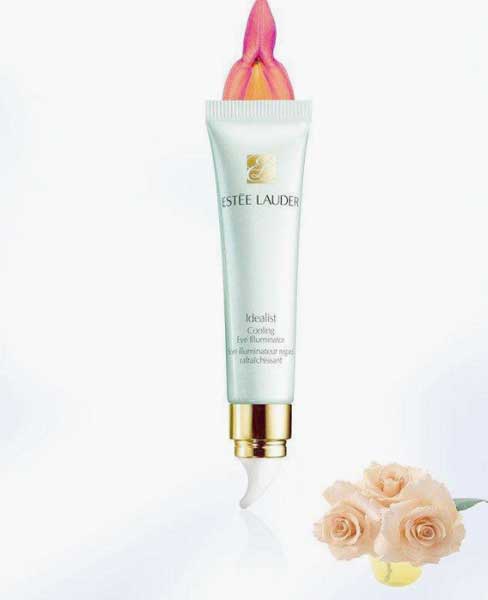 ESTĒE LAUDER
Idealist
Cooling
Eye Illuminator
Soin illuminateur regard
rafraîchissant